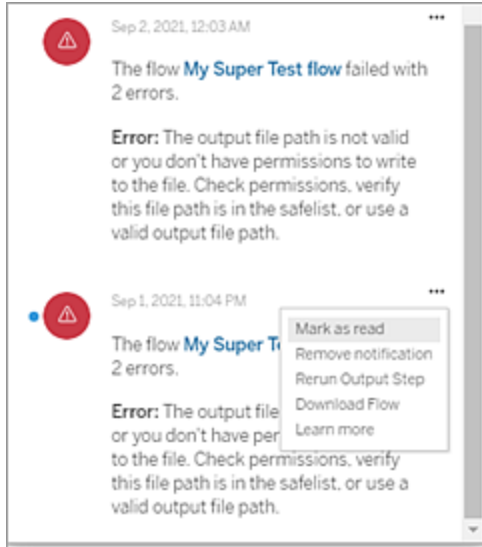 Sep 2, 2021, 12:03 AM
The flow My Super Test flow failed with
2 errors.
Error: The output file path is not valid
or you don't have permissions to write
to the file. Check permissions, verify
this file path is in the safelist, or use a
valid output file path.
Sep 1, 2021, 11:04 PM
The flow My Super
2 errors.
Error: The output file
or you don't have
to the file. Check permissions, verify
this file path is in the safelist, or use a
valid output file path.
Mark as read
Remove notification
Rerun Output Step
Download Flow
Learn more